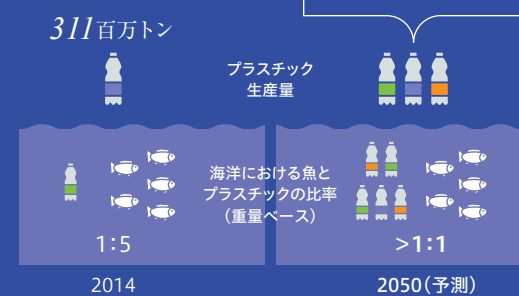 311百万トン
プラスチック
生産量
海洋における魚と
プラスチックの比率
（重量ベース）
1：5
>1：1
2014
2050（予測）